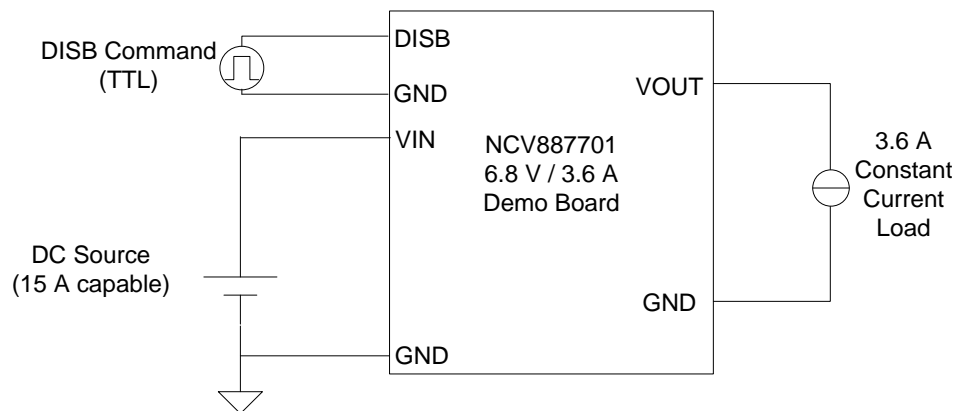 DISB Command
(TTL)
DISB
GND
VIN
NCV887701
6.8 V / 3.6 A
Demo Board
VOUT
3.6 A
Constant
Current
Load
DC Source
(15 A capable)
GND
GND